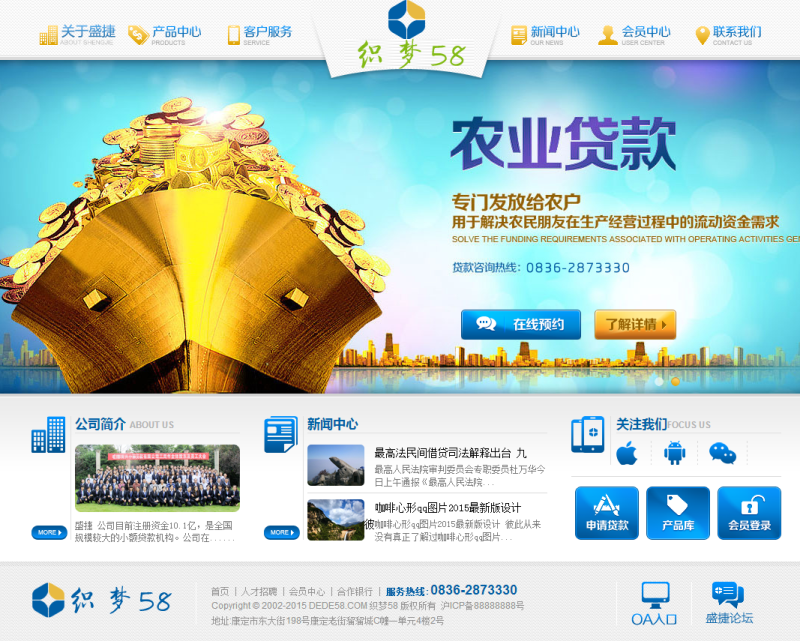 关于盛捷
ABOUT SHENGJIE
产品中心
PRODUCTS
客户服务
SERVICE
织梦58
新闻中心
OUR NEWS
会员中心
USER CENTER
联系我们
CONTACT US
农业贷款
专门发放给农户
用于解决农民朋友在生产经营过程中的流动资金需求
SOLVE THE FUNDING REQUIREMENTS ASSOCIATED WITH OPERATING ACTIVITIES GEN
贷款咨询热线：0836-2873330
在线预约
了解详情
公司简介 ABOUT US
盛捷 公司目前注册资金10.1亿，是全国
规模较大的小额贷款机构。公司在......
MORE
新闻中心
最高法民间借贷司法解释出台 九
最高人民法院审判委员会专职委员杜万华今
日上午通报《最高人民法院...
咖啡心形qq图片2015最新版设计
彼咖啡心形qq图片2015最新版设计 彼此从来
没有真正了解过咖啡心形qq图片...
MORE
关注我们FOCUS US
申请贷款
产品库
会员登录
织梦58
首页 | 人才招聘 | 会员中心 | 合作银行 | 服务热线:0836-2873330
Copyright © 2002-2015 DEDE58.COM 织梦58 版权所有 沪ICP备88888888号
地址:康定市东大街198号康定老街留留城C幢一单元4楼2号
OA入口
盛捷论坛